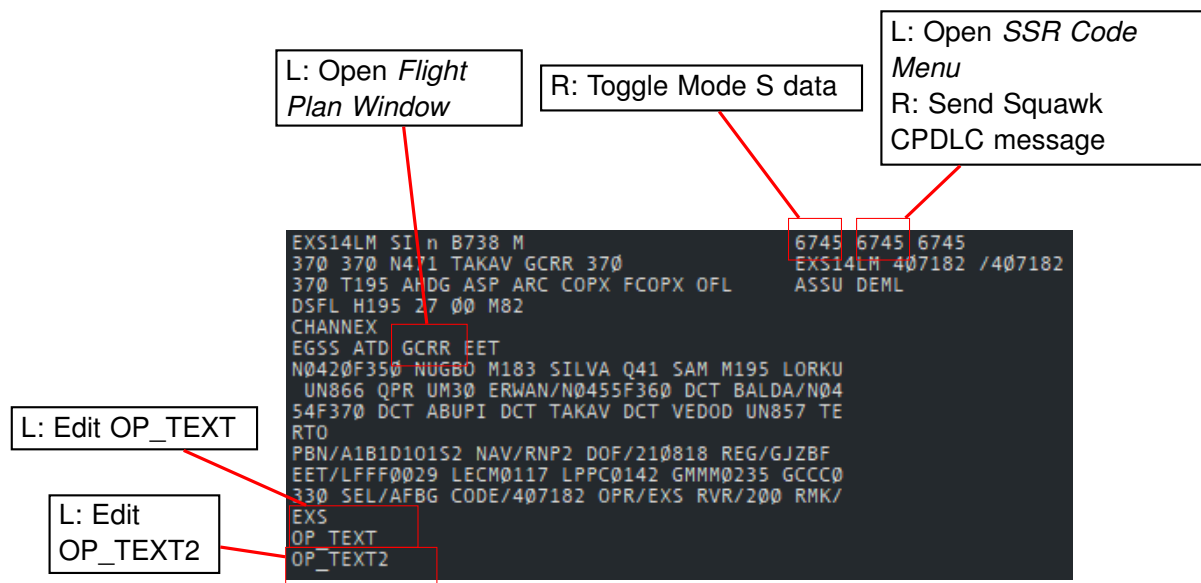 L: Open SSR Code
Menu
R: Send Squawk
CPDLC message
L: Open Flight
Plan Window
R: Toggle Mode S data
EXS14LM SI n B738 M 6745 6745 6745
37Ø 37Ø N471 TAKAV GCRR 37Ø EXS14LM 4Ø7182 /4Ø7182
37Ø T195 AHDG ASP ARC COPX FCOPX OFL ASSU DEML
DSFL H195 27 ØØ M82
CHANNEX
EGSS ATD GCRR EET
NØ42ØF35Ø NUGBO M183 SILVA Q41 SAM M195 LORKU
UN866 QPR UM3Ø ERWAN/NØ455F36Ø DCT BALDA/NØ4
54F37Ø DCT ABUPI DCT TAKAV DCT VEDOD UN857 TE
RTO
PBN/A1B1D1O1S2 NAV/RNP2 DOF/21Ø818 REG/GJZBF
EET/LFFFØØ29 LECMØ117 LPPCØ142 GMMMØ235 GCCCØ
33Ø SEL/AFBG CODE/4Ø7182 OPR/EXS RVR/2ØØ RMK/
EXS
OP_TEXT
OP_TEXT2
L: Edit OP_TEXT
L: Edit
OP_TEXT2